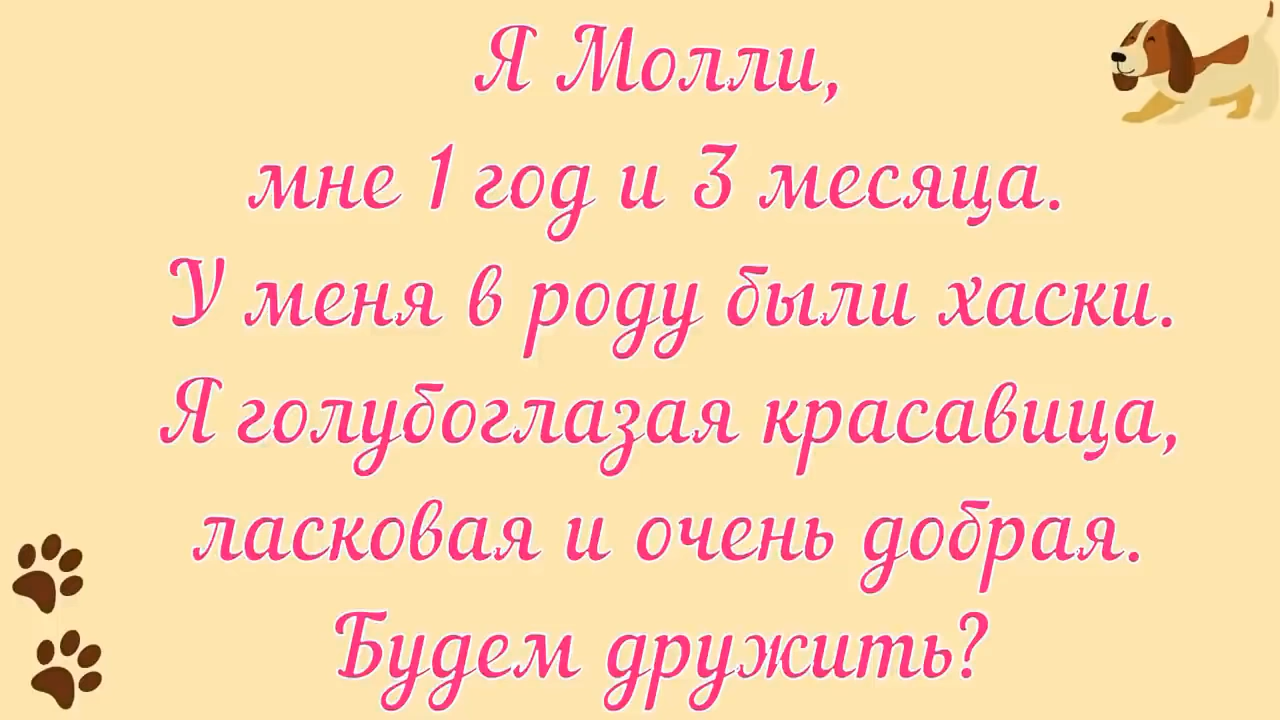 Я Молли,
мне 1 год и 3 месяца.
У меня в роду были хаски.
Я голубоглазая красавица,
ласковая и очень добрая.
Будем дружить?